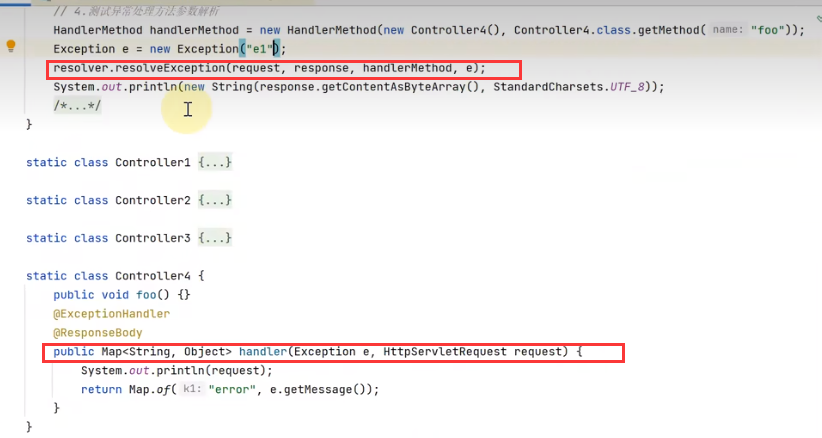 // 4.测试异常处理方法参数解析
HandlerMethod handlerMethod = new HandlerMethod(new Controller4(), Controller4.class.getMethod( name: "foo"));
Exception e = new Exception("e1");
resolver.resolveException(request, response, handlerMethod, e);
System.out.println(new String(response.getContentAsByteArray(), StandardCharsets.UTF_8));
/*...*/
}
static class Controller1 {...}
static class Controller2 {...}
static class Controller3 {...}
static class Controller4 {
public void foo() {}
@ExceptionHandler
@ResponseBody
public Map<String, Object> handler(Exception e, HttpServletRequest request) {
System.out.println(request);
return Map.of( k1: "error", e.getMessage());
}
}